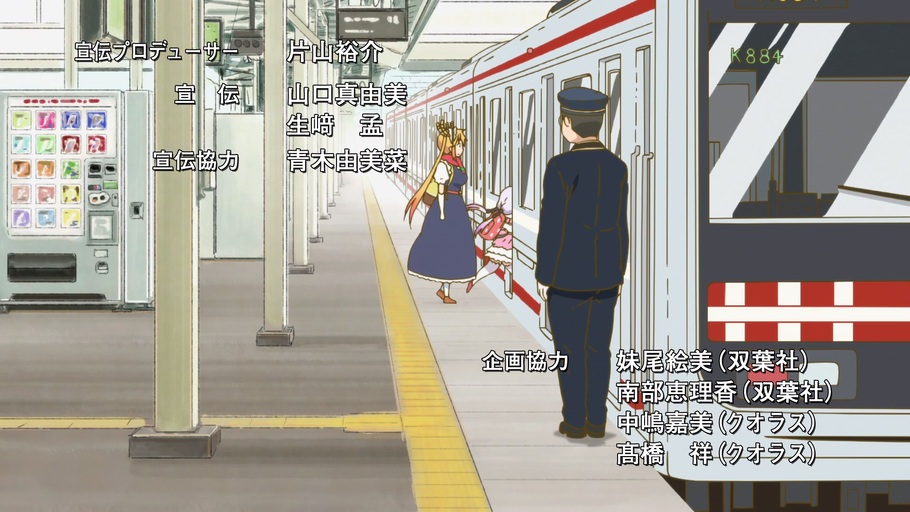 宣伝プロデューサー 片山裕介
宣 伝 山口真由美
生﨑 孟
宣伝協力 青木由美菜
K884
企画協力 妹尾絵美（双葉社）
南部恵理香（双葉社）
中嶋嘉美（クオラス）
髙橋 祥（クオラス）